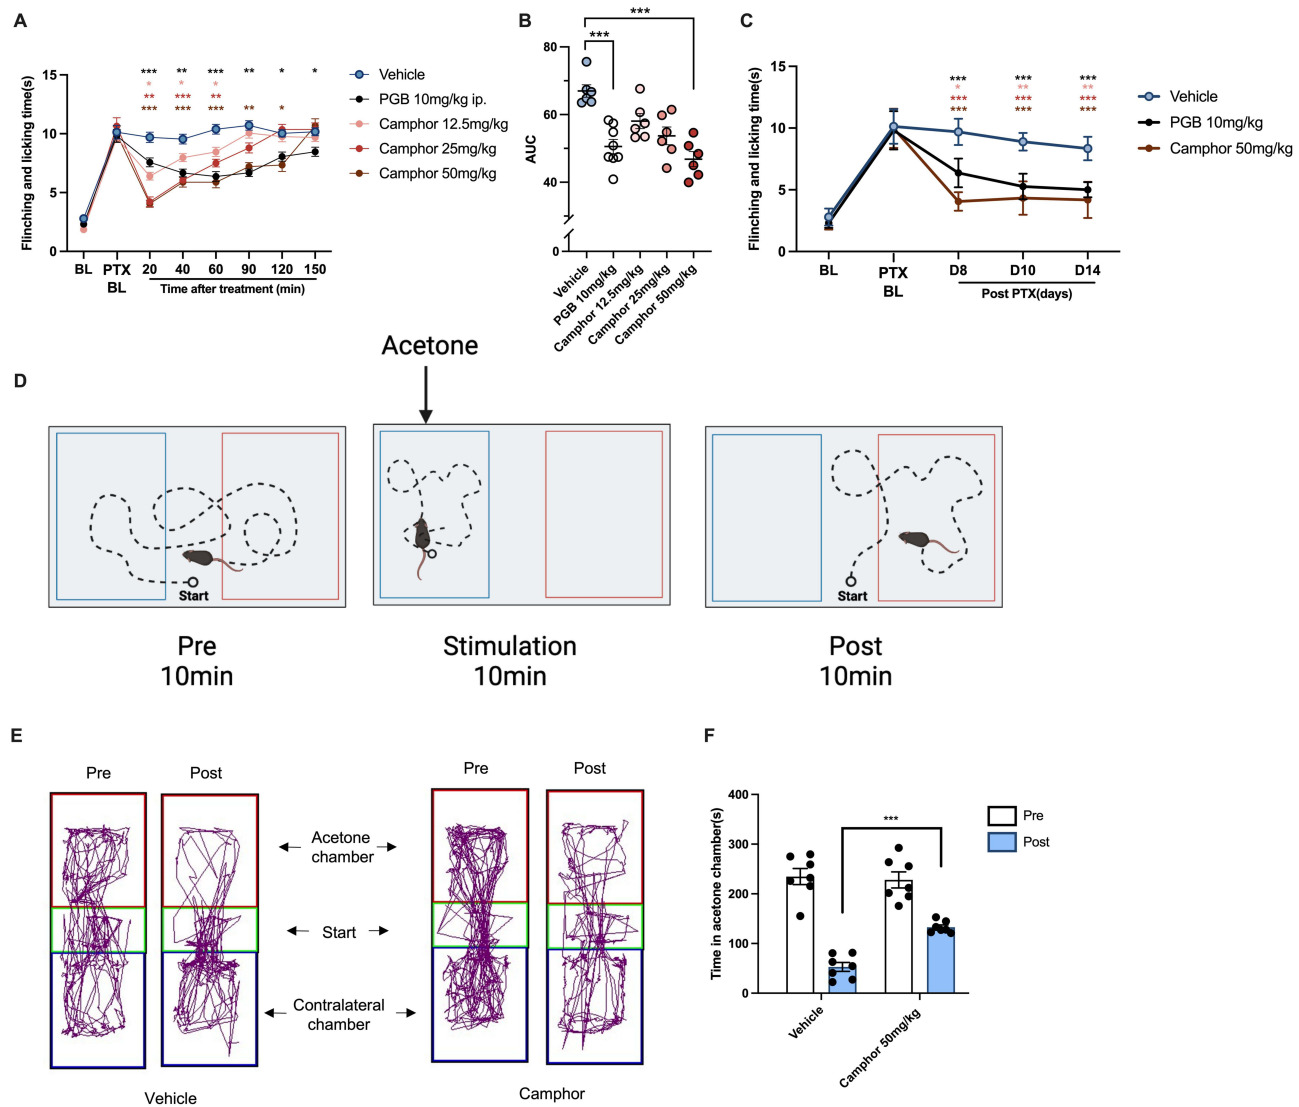 A
Flinching and licking time(s)
15
10
5
0
***
**
***
**
*
*
*
*
*
**
***
**
***
***
***
**
*
BL
PTX
BL
20
40
60
90
120
150
Time after treatment (min)
Vehicle
PGB 10mg/kg ip.
Camphor 12.5mg/kg
Camphor 25mg/kg
Camphor 50mg/kg
B
***
***
AUC
80
60
40
0
Vehicle
PGB 10mg/kg
Camphor 12.5mg/kg
Camphor 25mg/kg
Camphor 50mg/kg
C
Flinching and licking time(s)
15
10
5
0
***
***
***
*
**
**
***
***
***
***
***
***
BL
PTX
BL
D8
D10
D14
Post PTX(days)
Vehicle
PGB 10mg/kg
Camphor 50mg/kg
D
Acetone
Start
Start
Pre
10min
Stimulation
10min
Post
10min
E
Pre
Post
Pre
Post
Acetone
chamber
Start
Contralateral
chamber
Vehicle
Camphor
F
Time in acetone chamber(s)
400
300
200
100
0
***
Pre
Post
Vehicle
Camphor 50mg/kg